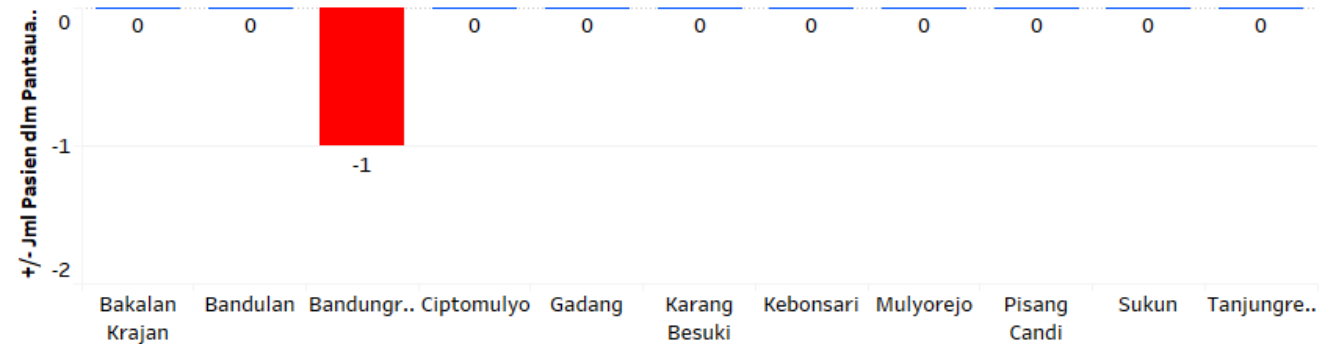 +/- Jml Pasien dlm Pantaua..
0
-1
-2
0 0 -1 0 0 0 0 0 0 0 0
Bakalan Krajan
Bandulan
Bandungr..
Ciptomulyo
Gadang
Karang Besuki
Kebonsari
Mulyorejo
Pisang Candi
Sukun
Tanjungre..